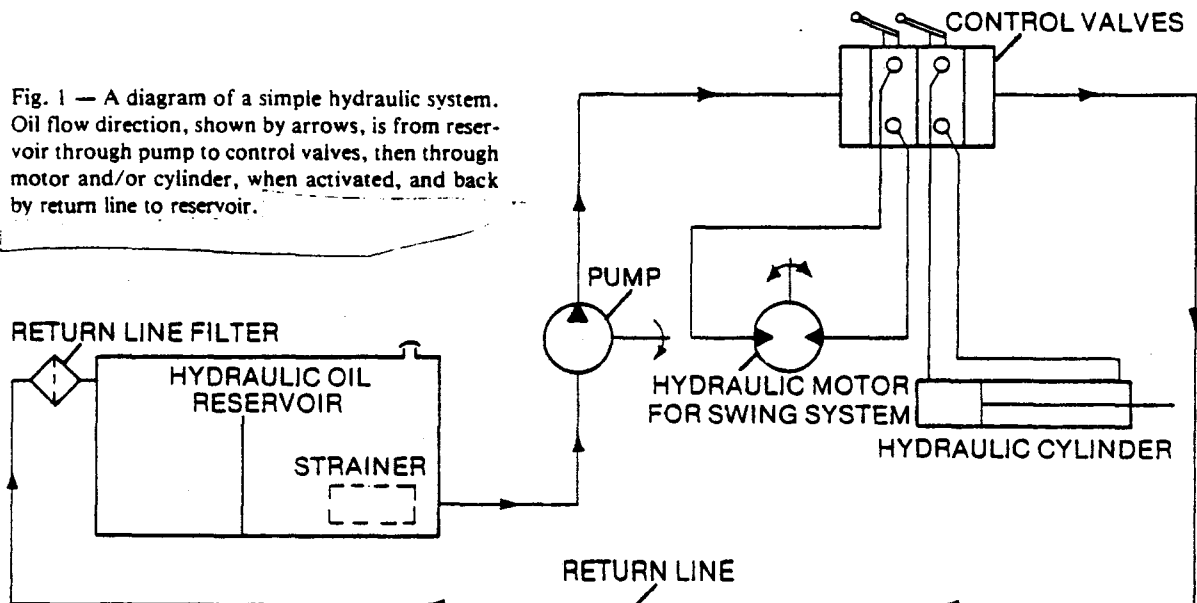 CONTROL VALVES
Fig. 1 — A diagram of a simple hydraulic system.
Oil flow direction, shown by arrows, is from reser-
voir through pump to control valves, then through
motor and/or cylinder, when activated, and back
by return line to reservoir.
PUMP
RETURN LINE FILTER
HYDRAULIC OIL
RESERVOIR
HYDRAULIC MOTOR
FOR SWING SYSTEM
HYDRAULIC CYLINDER
STRAINER
RETURN LINE